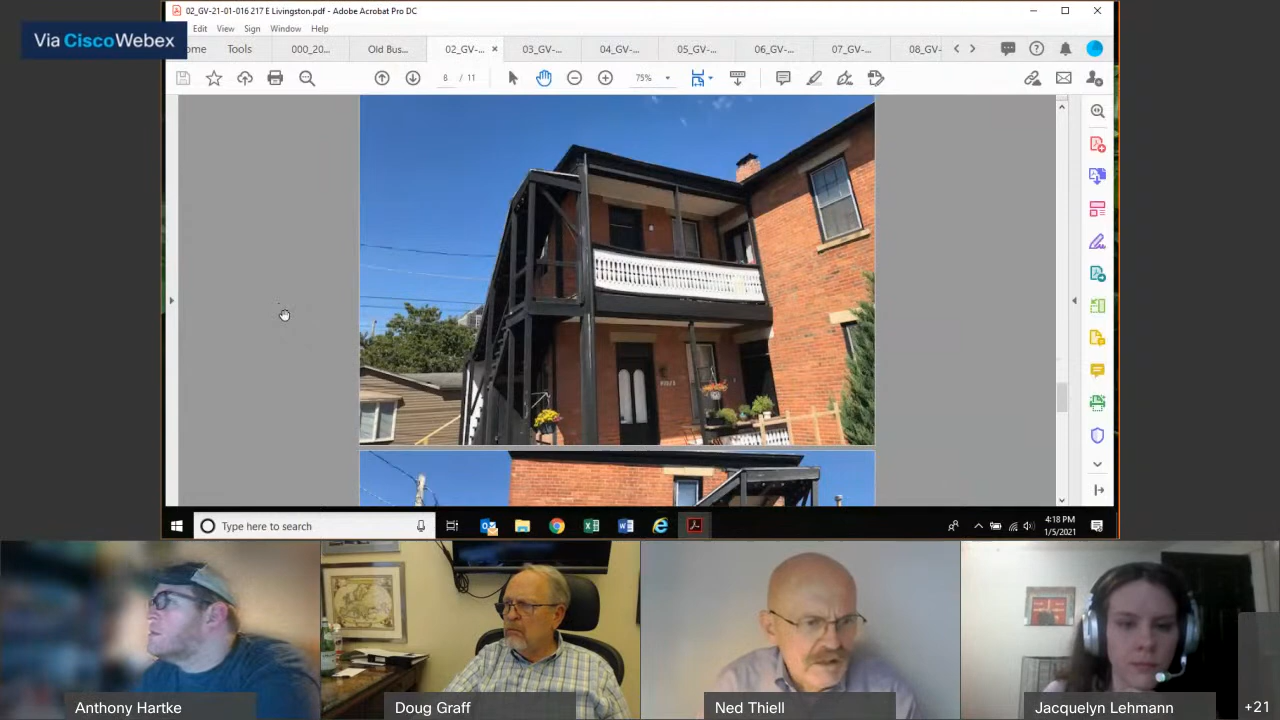 02_GV-21-01-016 217 E Livingston.pdf - Adobe Acrobat Pro DC
Via CiscoWebex
Edit View Sign Window Help
ome Tools 000_20... Old B 02_GV-... × 03_GV-... 04_GV-... 05_GV-... 06_GV-... 07_GV-... 08_GV-
8 / 11 75%
Type here to search
4:18 PM
1/5/2021
Anthony Hartke
Doug Graff
Ned Thiell
Jacquelyn Lehmann
+21